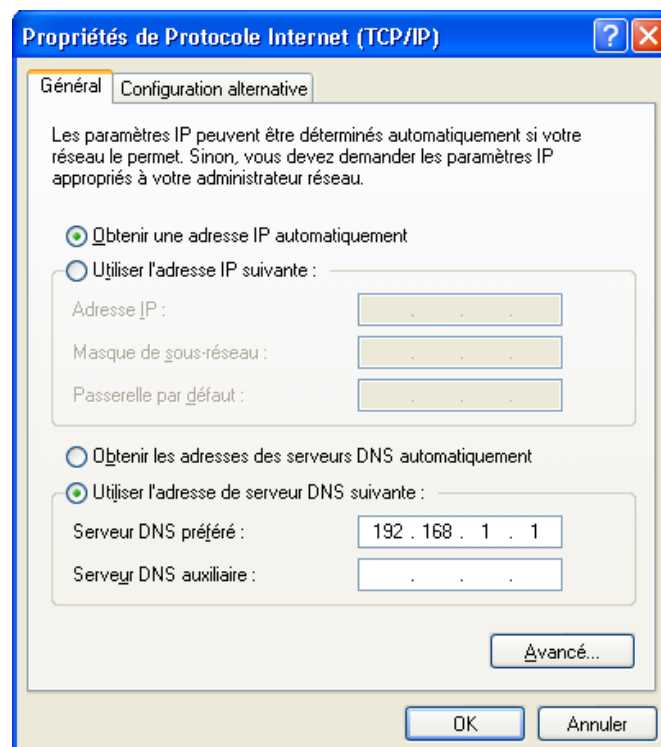 Propriétés de Protocole Internet (TCP/IP)
Général Configuration alternative
Les paramètres IP peuvent être déterminés automatiquement si votre
réseau le permet. Sinon, vous devez demander les paramètres IP
appropriés à votre administrateur réseau.
Obtenir une adresse IP automatiquement
Utiliser l'adresse IP suivante :
Adresse IP :
Masque de sous-réseau :
Passerelle par défaut :
Obtenir les adresses des serveurs DNS automatiquement
Utiliser l'adresse de serveur DNS suivante :
Serveur DNS préféré : 192 . 168 . 1 . 1
Serveur DNS auxiliaire :
Avancé...
OK Annuler